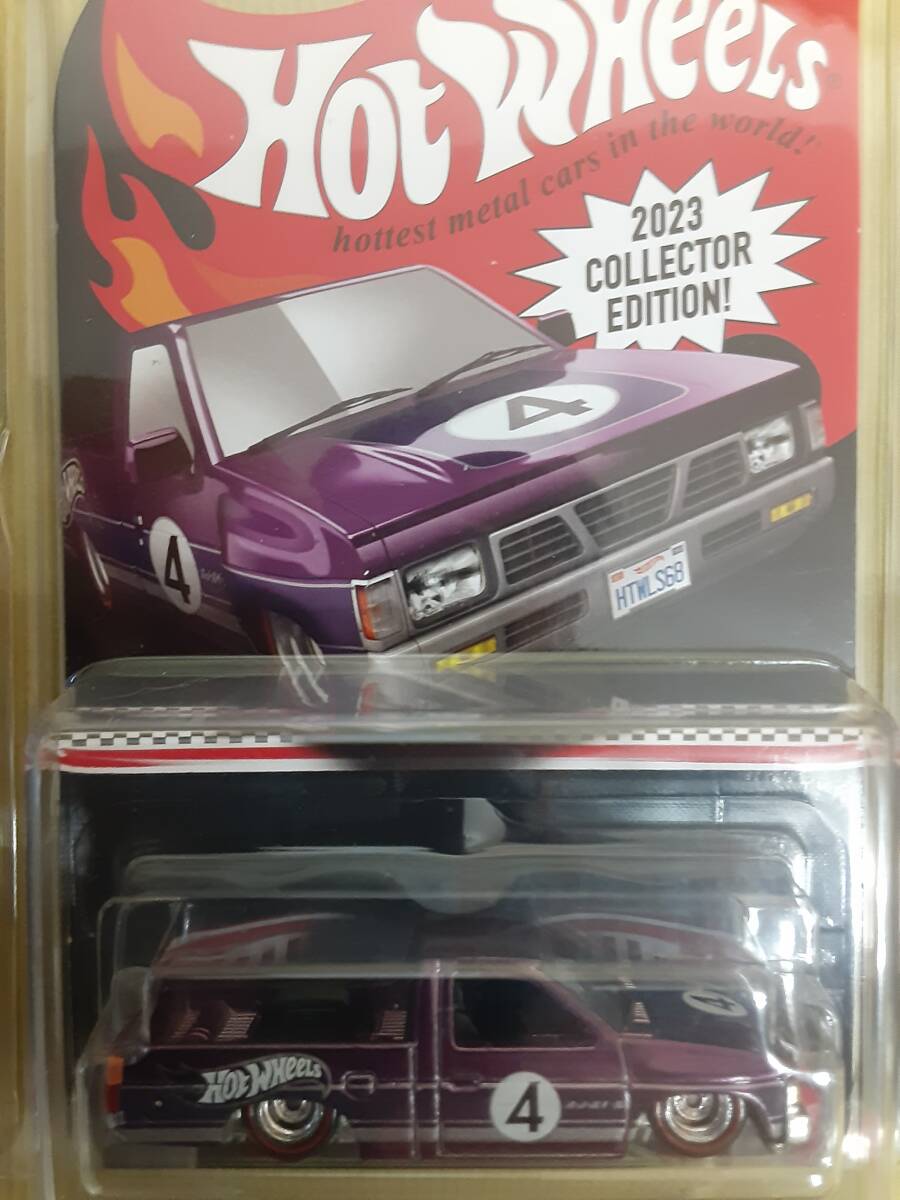 HOT WHEELS®
hottest metal cars in the world!
2023
COLLECTOR
EDITION!
4
4
HTWLS68
4
HOT WHEELS
4